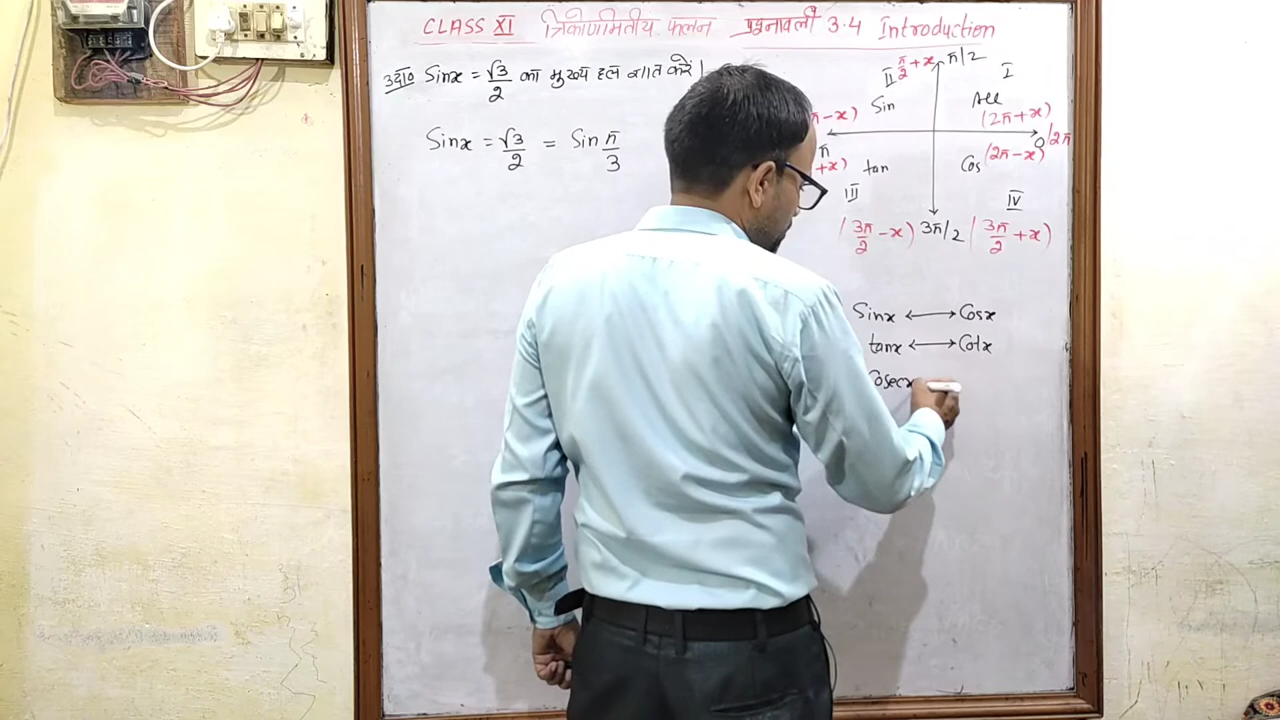 CLASS XI त्रिकोणमितीय फलन प्रश्नावली 3.4 Introduction
उदा० Sinx = √3/2 का मुख्य हल ज्ञात करें।
Sinx = √3/2 = Sin π/3
II π/2 + x π/2 I
Sin All
π - x) (2π + x)
π 0/2π
+ x) tan Cos (2π - x)
III IV
(3π/2 - x) 3π/2 (3π/2 + x)
Sinx ↔ Cosx
tanx ↔ Cotx
Cosecx